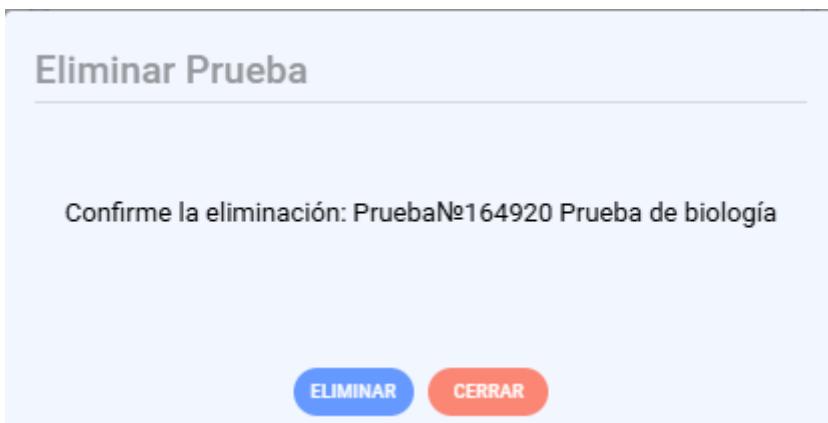 Eliminar Prueba
Confirme la eliminación: Prueba№164920 Prueba de biología
ELIMINAR
CERRAR